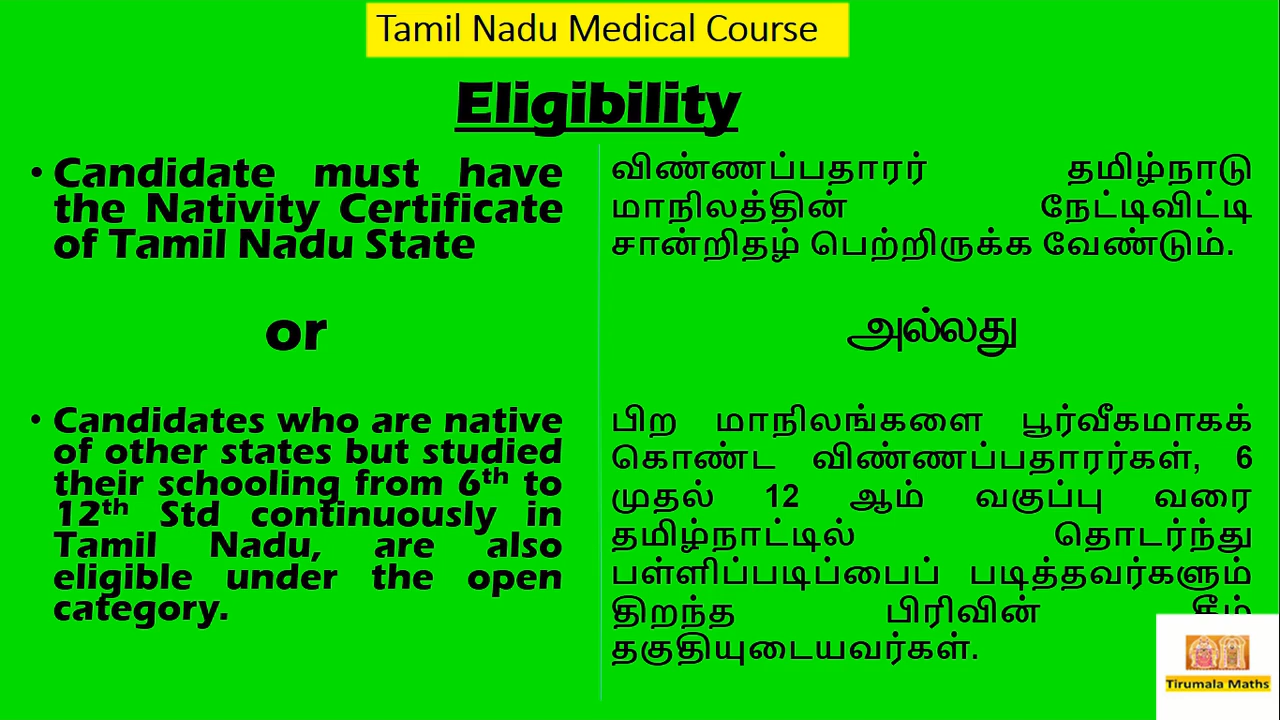 Tamil Nadu Medical Course
Eligibility
• Candidate must have
the Nativity Certificate
of Tamil Nadu State
or
• Candidates who are native
of other states but studied
their schooling from 6th to
12th Std continuously in
Tamil Nadu, are also
eligible under the open
category.
விண்ணப்பதாரர் தமிழ்நாடு
மாநிலத்தின் நேட்டிவிட்டி
சான்றிதழ் பெற்றிருக்க வேண்டும்.
அல்லது
பிற மாநிலங்களை பூர்வீகமாகக்
கொண்ட விண்ணப்பதாரர்கள், 6
முதல் 12 ஆம் வகுப்பு வரை
தமிழ்நாட்டில் தொடர்ந்து
பள்ளிப்படிப்பைப் படித்தவர்களும்
திறந்த பிரிவின் கீழ்
தகுதியுடையவர்கள்.
Tirumala Maths